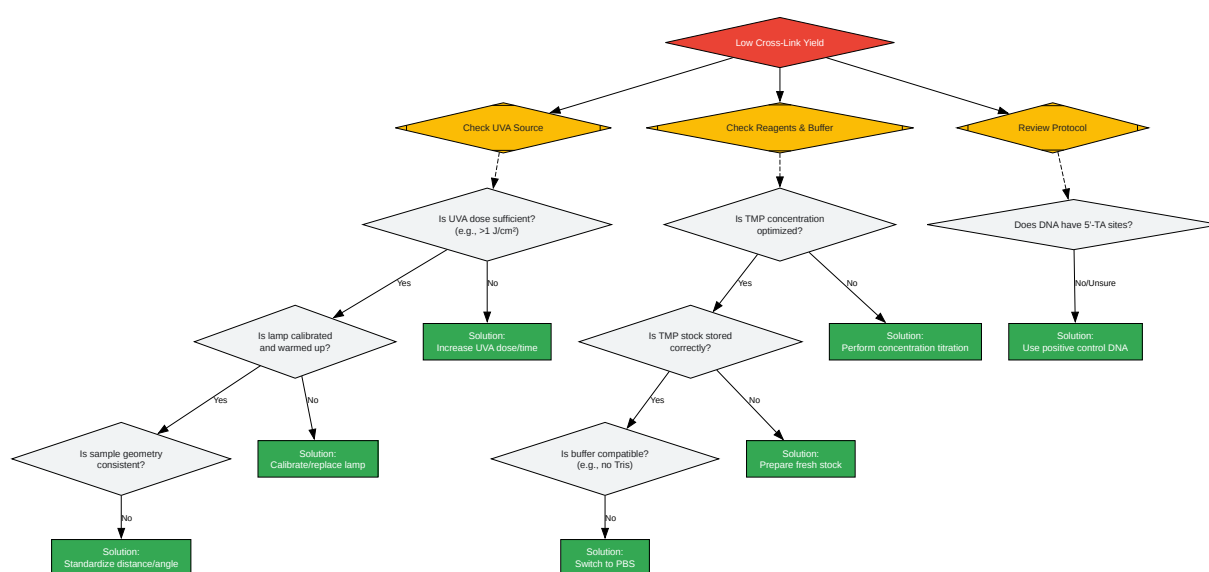 Low Cross-Link Yield
Check UVA Source
Check Reagents & Buffer
Review Protocol
Is UVA dose sufficient?
(e.g., >1 J/cm²)
Is TMP concentration
optimized?
Does DNA have 5'-TA sites?
Yes
No
Yes
No
No/Unsure
Is lamp calibrated
and warmed up?
Solution:
Increase UVA dose/time
Is TMP stock stored
correctly?
Solution:
Perform concentration titration
Solution:
Use positive control DNA
Yes
No
Yes
No
Is sample geometry
consistent?
Solution:
Calibrate/replace lamp
Is buffer compatible?
(e.g., no Tris)
Solution:
Prepare fresh stock
No
No
Solution:
Standardize distance/angle
Solution:
Switch to PBS